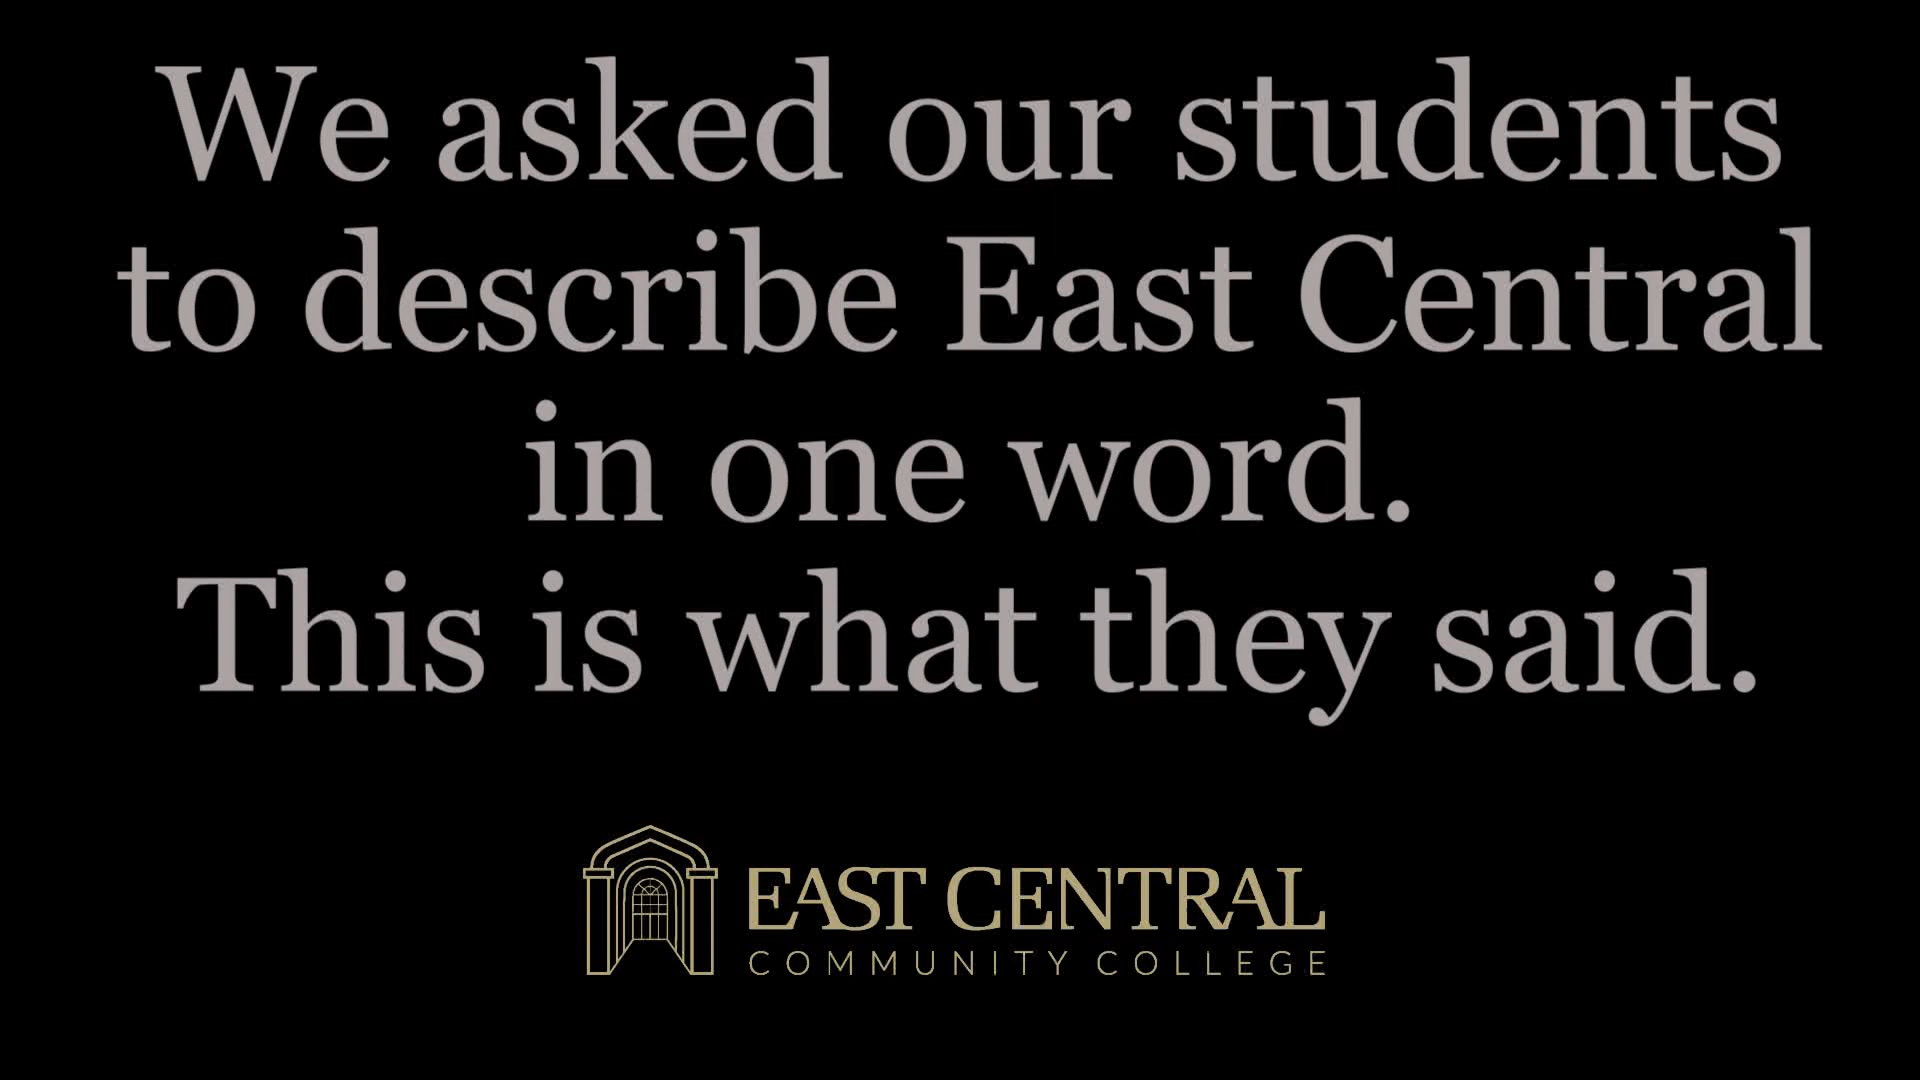 We asked our students
to describe East Central
in one word.
This is what they said.
EAST CENTRAL
COMMUNITY COLLEGE